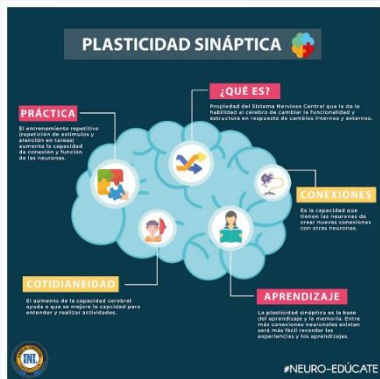 PLASTICIDAD SINÁPTICA
¿QUÉ ES?
Propiedad del Sistema Nervioso Central que le da la
habilidad al cerebro de cambiar la funcionalidad y
estructura en respuesta de cambios internos y externos.
PRÁCTICA
El entrenamiento repetitivo
(repetición de estímulos y
atención en tareas)
aumenta la capacidad
de conexión y función
de las neuronas.
CONEXIONES
Es la capacidad que
tienen las neuronas de
crear nuevas conexiones
con otras neuronas.
COTIDIANEIDAD
El aumento de la capacidad cerebral
ayuda a que se mejore la capacidad para
entender y realizar actividades.
APRENDIZAJE
La plasticidad sináptica es la base
del aprendizaje y la memoria. Entre
más conexiones neuronales existan
será más fácil recordar las
experiencias y los aprendizajes.
INL
#NEURO-EDÚCATE